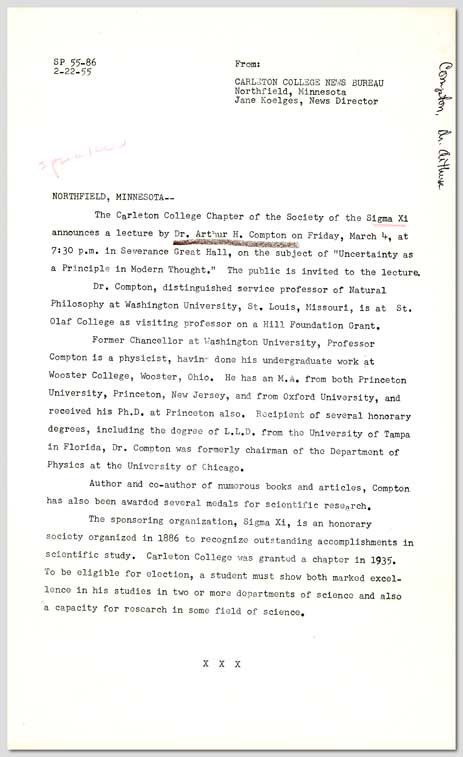 SP 55-86
2-22-55
From:
CARLETON COLLEGE NEWS BUREAU
Northfield, Minnesota
Jane Koelges, News Director
Compton, Dr. Arthur
speaker
NORTHFIELD, MINNESOTA--
The Carleton College Chapter of the Society of the Sigma Xi
announces a lecture by Dr. Arthur H. Compton on Friday, March 4, at
7:30 p.m. in Severance Great Hall, on the subject of "Uncertainty as
a Principle in Modern Thought." The public is invited to the lecture.
Dr. Compton, distinguished service professor of Natural
Philosophy at Washington University, St. Louis, Missouri, is at St.
Olaf College as visiting professor on a Hill Foundation Grant.
Former Chancellor at Washington University, Professor
Compton is a physicist, having done his undergraduate work at
Wooster College, Wooster, Ohio. He has an M.A. from both Princeton
University, Princeton, New Jersey, and from Oxford University, and
received his Ph.D. at Princeton also. Recipient of several honorary
degrees, including the degree of L.L.D. from the University of Tampa
in Florida, Dr. Compton was formerly chairman of the Department of
Physics at the University of Chicago.
Author and co-author of numerous books and articles, Compton
has also been awarded several medals for scientific research.
The sponsering organization, Sigma Xi, is an honorary
society organized in 1886 to recognize outstanding accomplishments in
scientific study. Carleton College was granted a chapter in 1935.
To be eligible for election, a student must show both marked excel-
lence in his studies in two or more departments of science and also
a capacity for research in some field of science.
X X X